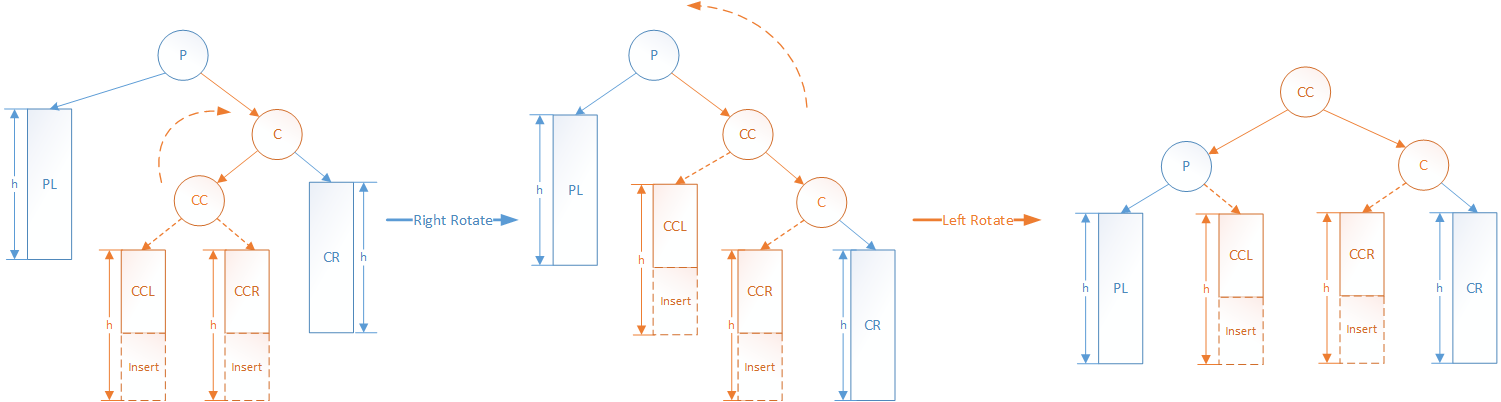 P
C
h
PL
CC
CR
h
CCL
CCR
h
h
Insert
Insert
Right Rotate
P
CC
h
PL
C
CCL
h
Insert
CCR
h
Insert
h
CR
Left Rotate
CC
P
C
h
PL
h
CCL
Insert
h
CCR
Insert
h
CR